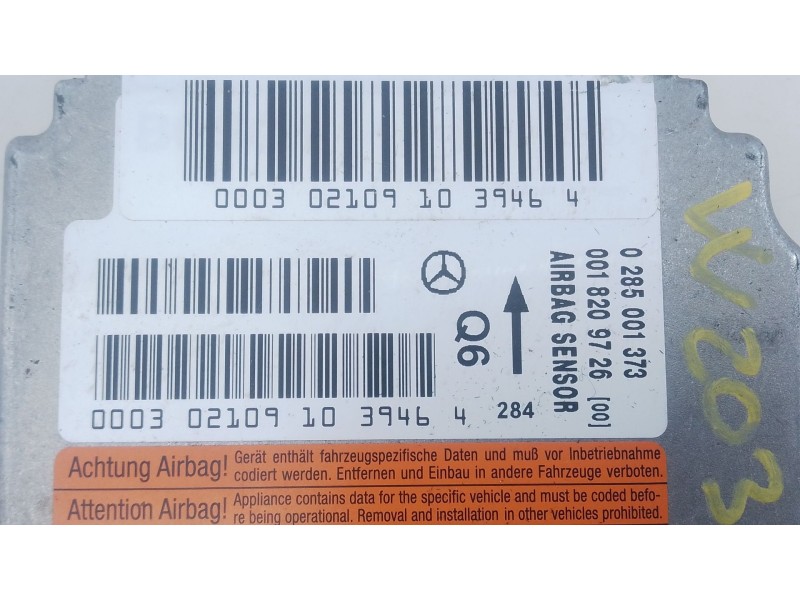 0003 02109 10 3946 4
0 285 001 373
001 820 97 26 [00]
AIRBAG SENSOR
Q6
284
0003 02109 10 3946 4
W203
Achtung Airbag! Gerät enthält fahrzeugspezifische Daten und muß vor Inbetriebnahme
codiert werden. Entfernen und Einbau in andere Fahrzeuge verboten.
Attention Airbag! Appliance contains data for the specific vehicle and must be coded befo-
re being operational. Removal and installation in other vehicles prohibited.